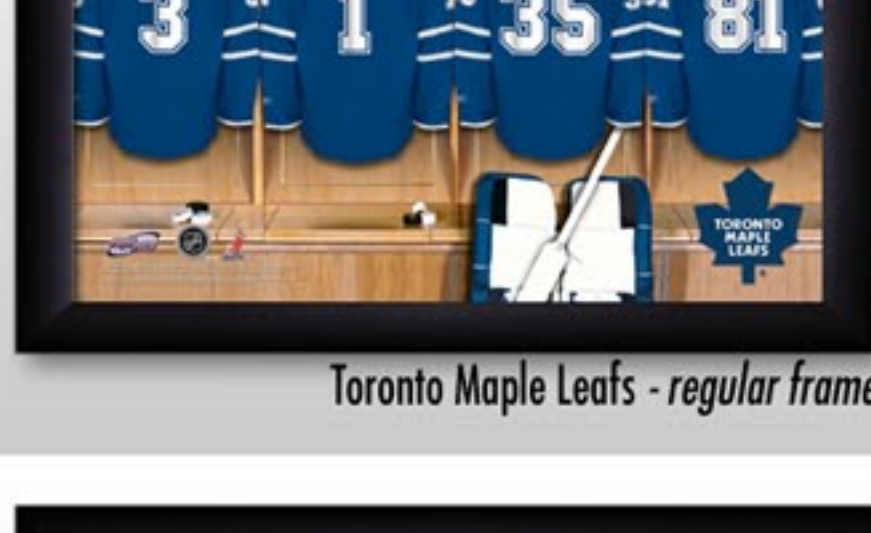 3 1 35 81
TORONTO
MAPLE
LEAFS
Toronto Maple Leafs - regular frame